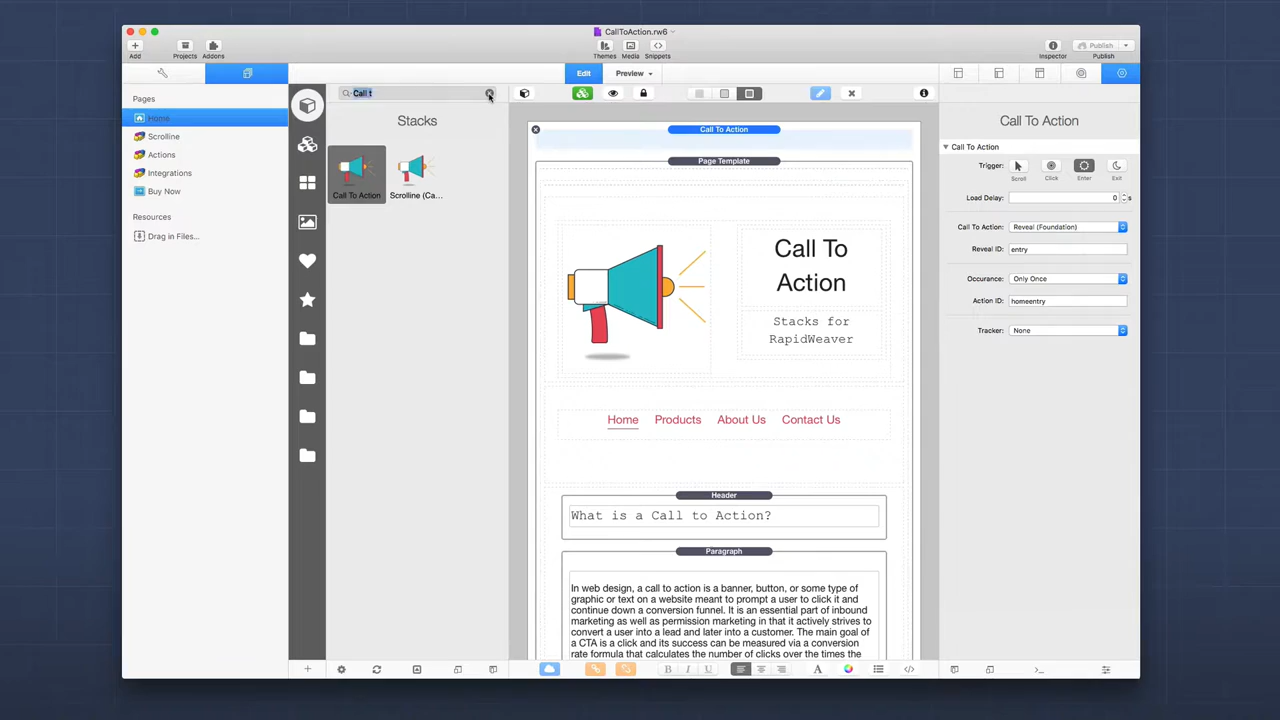 CallToAction.rw6
Add
Projects
Addons
Themes
Media
Snippets
Inspector
Publish
Publish
Edit
Preview
Pages
Home
Scrolline
Actions
Integrations
Buy Now
Resources
Drag in Files...
Call t
Stacks
Call To Action
Scrolline (Ca...
Call To Action
Page Template
Call To
Action
Stacks for
RapidWeaver
Home Products About Us Contact Us
Header
What is a Call to Action?
Paragraph
In web design, a call to action is a banner, button, or some type of
graphic or text on a website meant to prompt a user to click it and
continue down a conversion funnel. It is an essential part of inbound
marketing as well as permission marketing in that it actively strives to
convert a user into a lead and later into a customer. The main goal of
a CTA is a click and its success can be measured via a conversion
rate formula that calculates the number of clicks over the times the
B I U
A
Call To Action
Call To Action
Trigger:
Scroll Click Enter Exit
Load Delay: 0 s
Call To Action: Reveal (Foundation)
Reveal ID: entry
Occurance: Only Once
Action ID: homeentry
Tracker: None